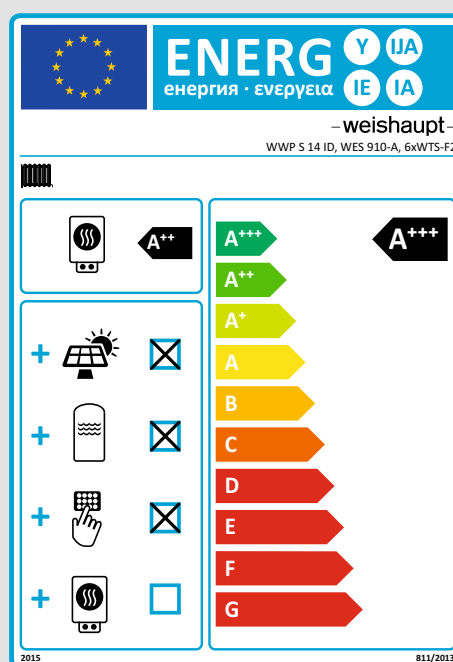 ENERG Y IJA
енергия · ενεργεια IE IA
–weishaupt–
WWP S 14 ID, WES 910-A, 6xWTS-F2
A++
A+++
A+++
A++
A+
A
B
C
D
E
F
G
+
+
+
+
2015
811/2013